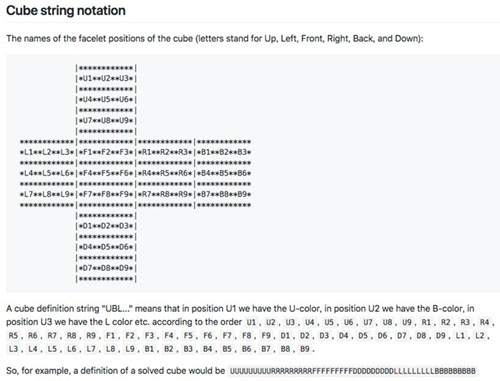 Cube string notation
The names of the facelet positions of the cube (letters stand for Up, Left, Front, Right, Back, and Down):
|************|
|*U1**U2**U3*|
|************|
|*U4**U5**U6*|
|************|
|*U7**U8**U9*|
|************|
************|************|************|************
*L1**L2**L3*|*F1**F2**F3*|*R1**R2**R3*|*B1**B2**B3*
************|************|************|************
*L4**L5**L6*|*F4**F5**F6*|*R4**R5**R6*|*B4**B5**B6*
************|************|************|************
*L7**L8**L9*|*F7**F8**F9*|*R7**R8**R9*|*B7**B8**B9*
************|************|************|************
|************|
|*D1**D2**D3*|
|************|
|*D4**D5**D6*|
|************|
|*D7**D8**D9*|
|************|
A cube definition string "UBL..." means that in position U1 we have the U-color, in position U2 we have the B-color, in
position U3 we have the L color etc. according to the order U1 , U2 , U3 , U4 , U5 , U6 , U7 , U8 , U9 , R1 , R2 , R3 , R4 ,
R5 , R6 , R7 , R8 , R9 , F1 , F2 , F3 , F4 , F5 , F6 , F7 , F8 , F9 , D1 , D2 , D3 , D4 , D5 , D6 , D7 , D8 , D9 , L1 , L2 ,
L3 , L4 , L5 , L6 , L7 , L8 , L9 , B1 , B2 , B3 , B4 , B5 , B6 , B7 , B8 , B9 .
So, for example, a definition of a solved cube would be UUUUUUUUURRRRRRRRRFFFFFFFFFDDDDDDDDDLLLLLLLLLBBBBBBBBB